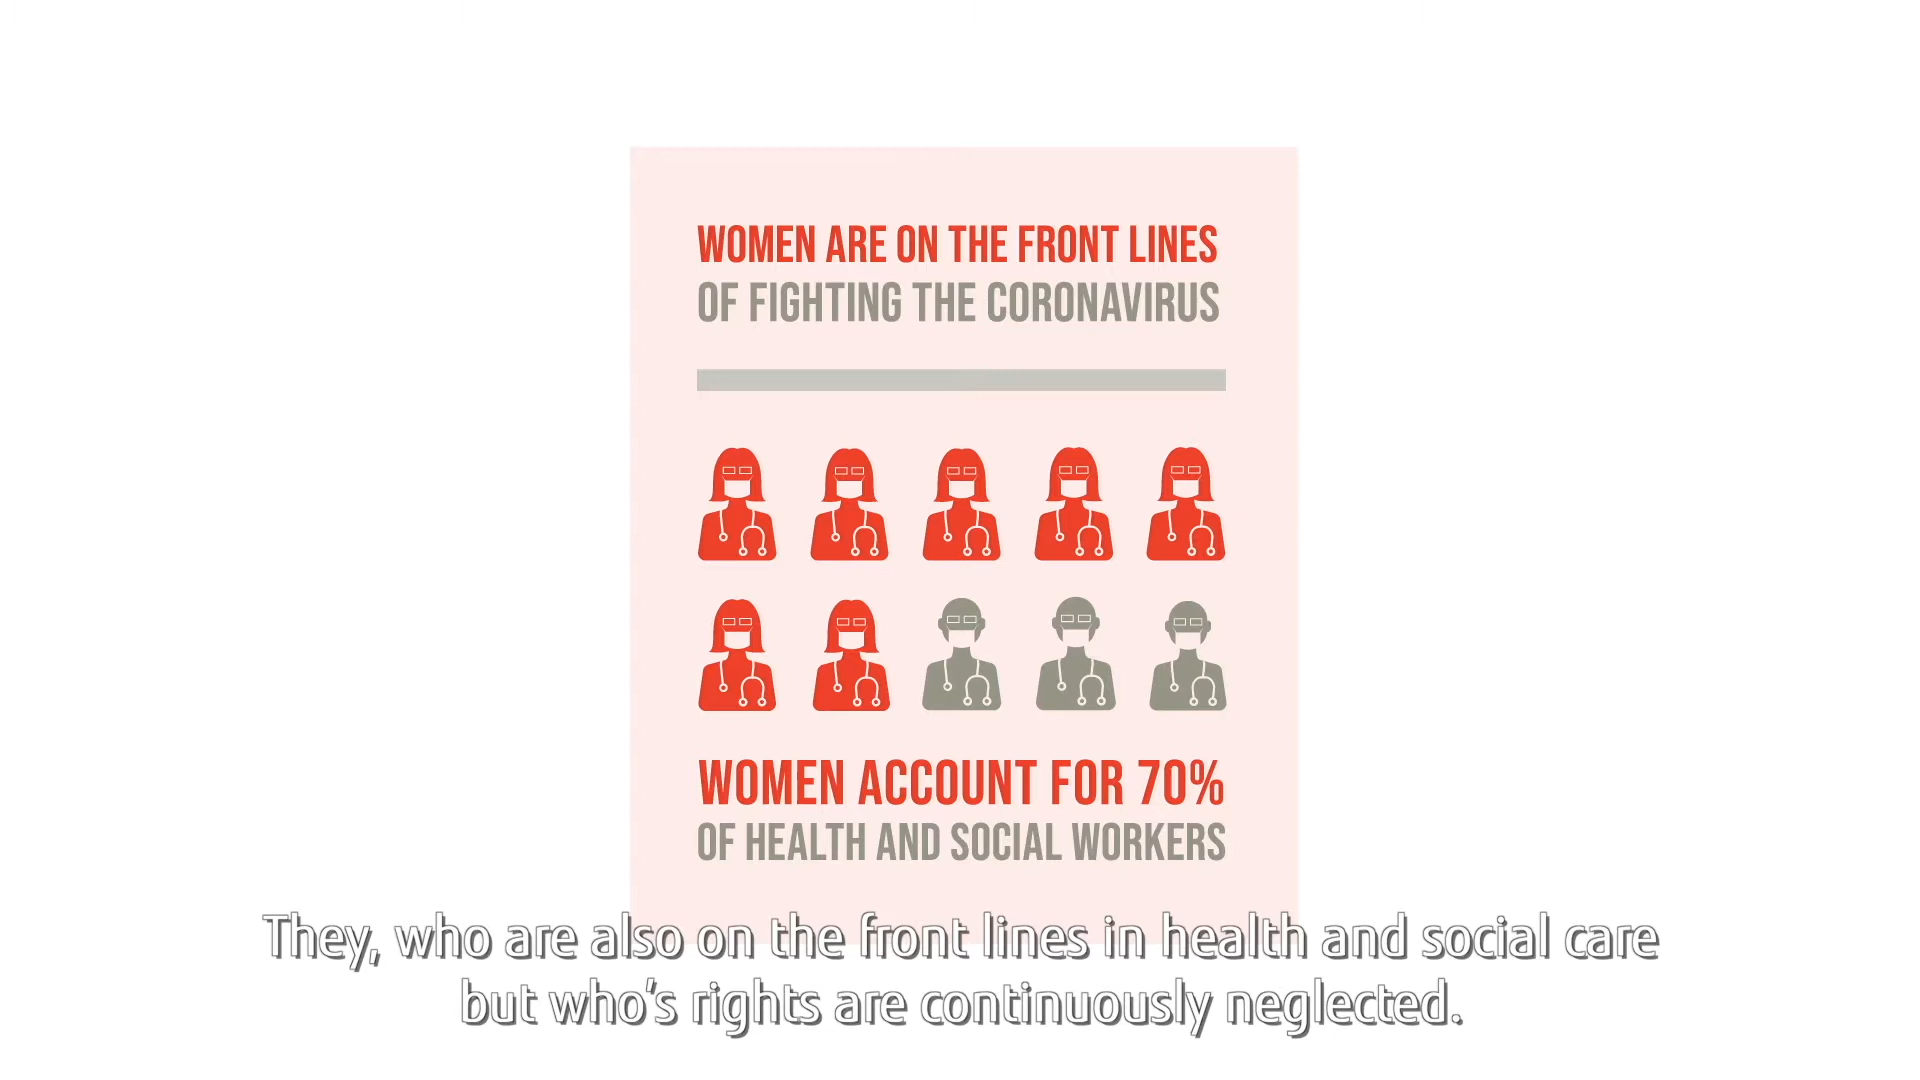 WOMEN ARE ON THE FRONT LINES
OF FIGHTING THE CORONAVIRUS
WOMEN ACCOUNT FOR 70%
OF HEALTH AND SOCIAL WORKERS
They, who are also on the front lines in health and social care
but who's rights are continuously neglected.